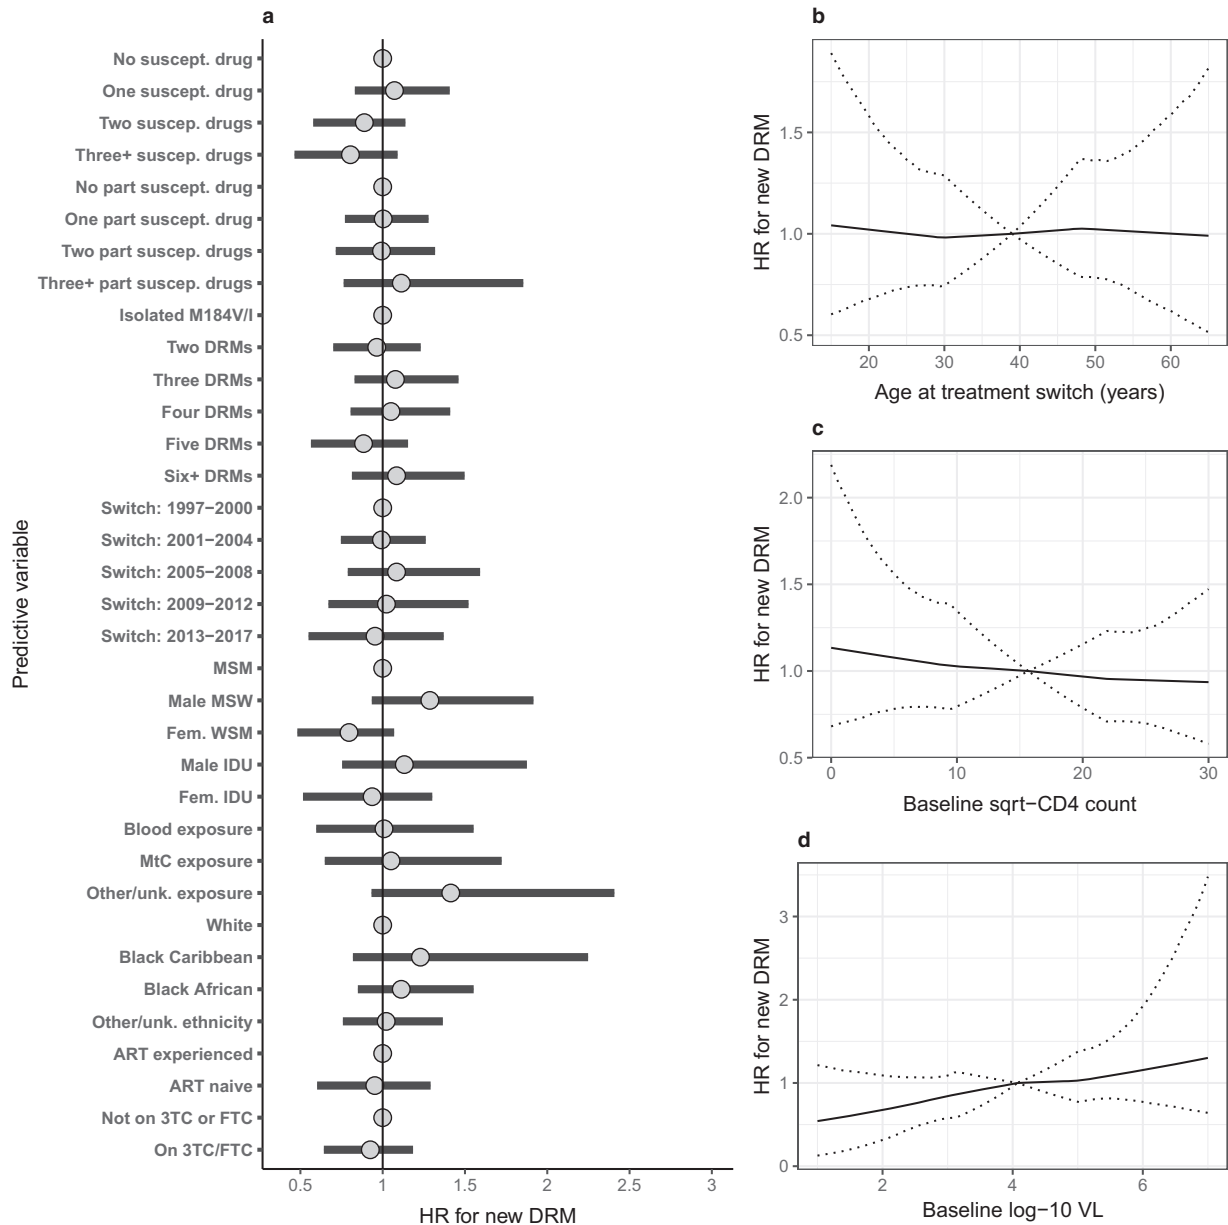 a
Predictive variable
No suscept. drug
One suscept. drug
Two suscep. drugs
Three+ suscep. drugs
No part suscept. drug
One part suscept. drug
Two part suscep. drugs
Three+ part suscep. drugs
Isolated M184V/I
Two DRMs
Three DRMs
Four DRMs
Five DRMs
Six+ DRMs
Switch: 1997−2000
Switch: 2001−2004
Switch: 2005−2008
Switch: 2009−2012
Switch: 2013−2017
MSM
Male MSW
Fem. WSM
Male IDU
Fem. IDU
Blood exposure
MtC exposure
Other/unk. exposure
White
Black Caribbean
Black African
Other/unk. ethnicity
ART experienced
ART naive
Not on 3TC or FTC
On 3TC/FTC
0.5 1 1.5 2 2.5 3
HR for new DRM
b
HR for new DRM
1.5
1.0
0.5
20 30 40 50 60
Age at treatment switch (years)
c
HR for new DRM
2.0
1.5
1.0
0.5
0 10 20 30
Baseline sqrt−CD4 count
d
HR for new DRM
3
2
1
0
2 4 6
Baseline log−10 VL